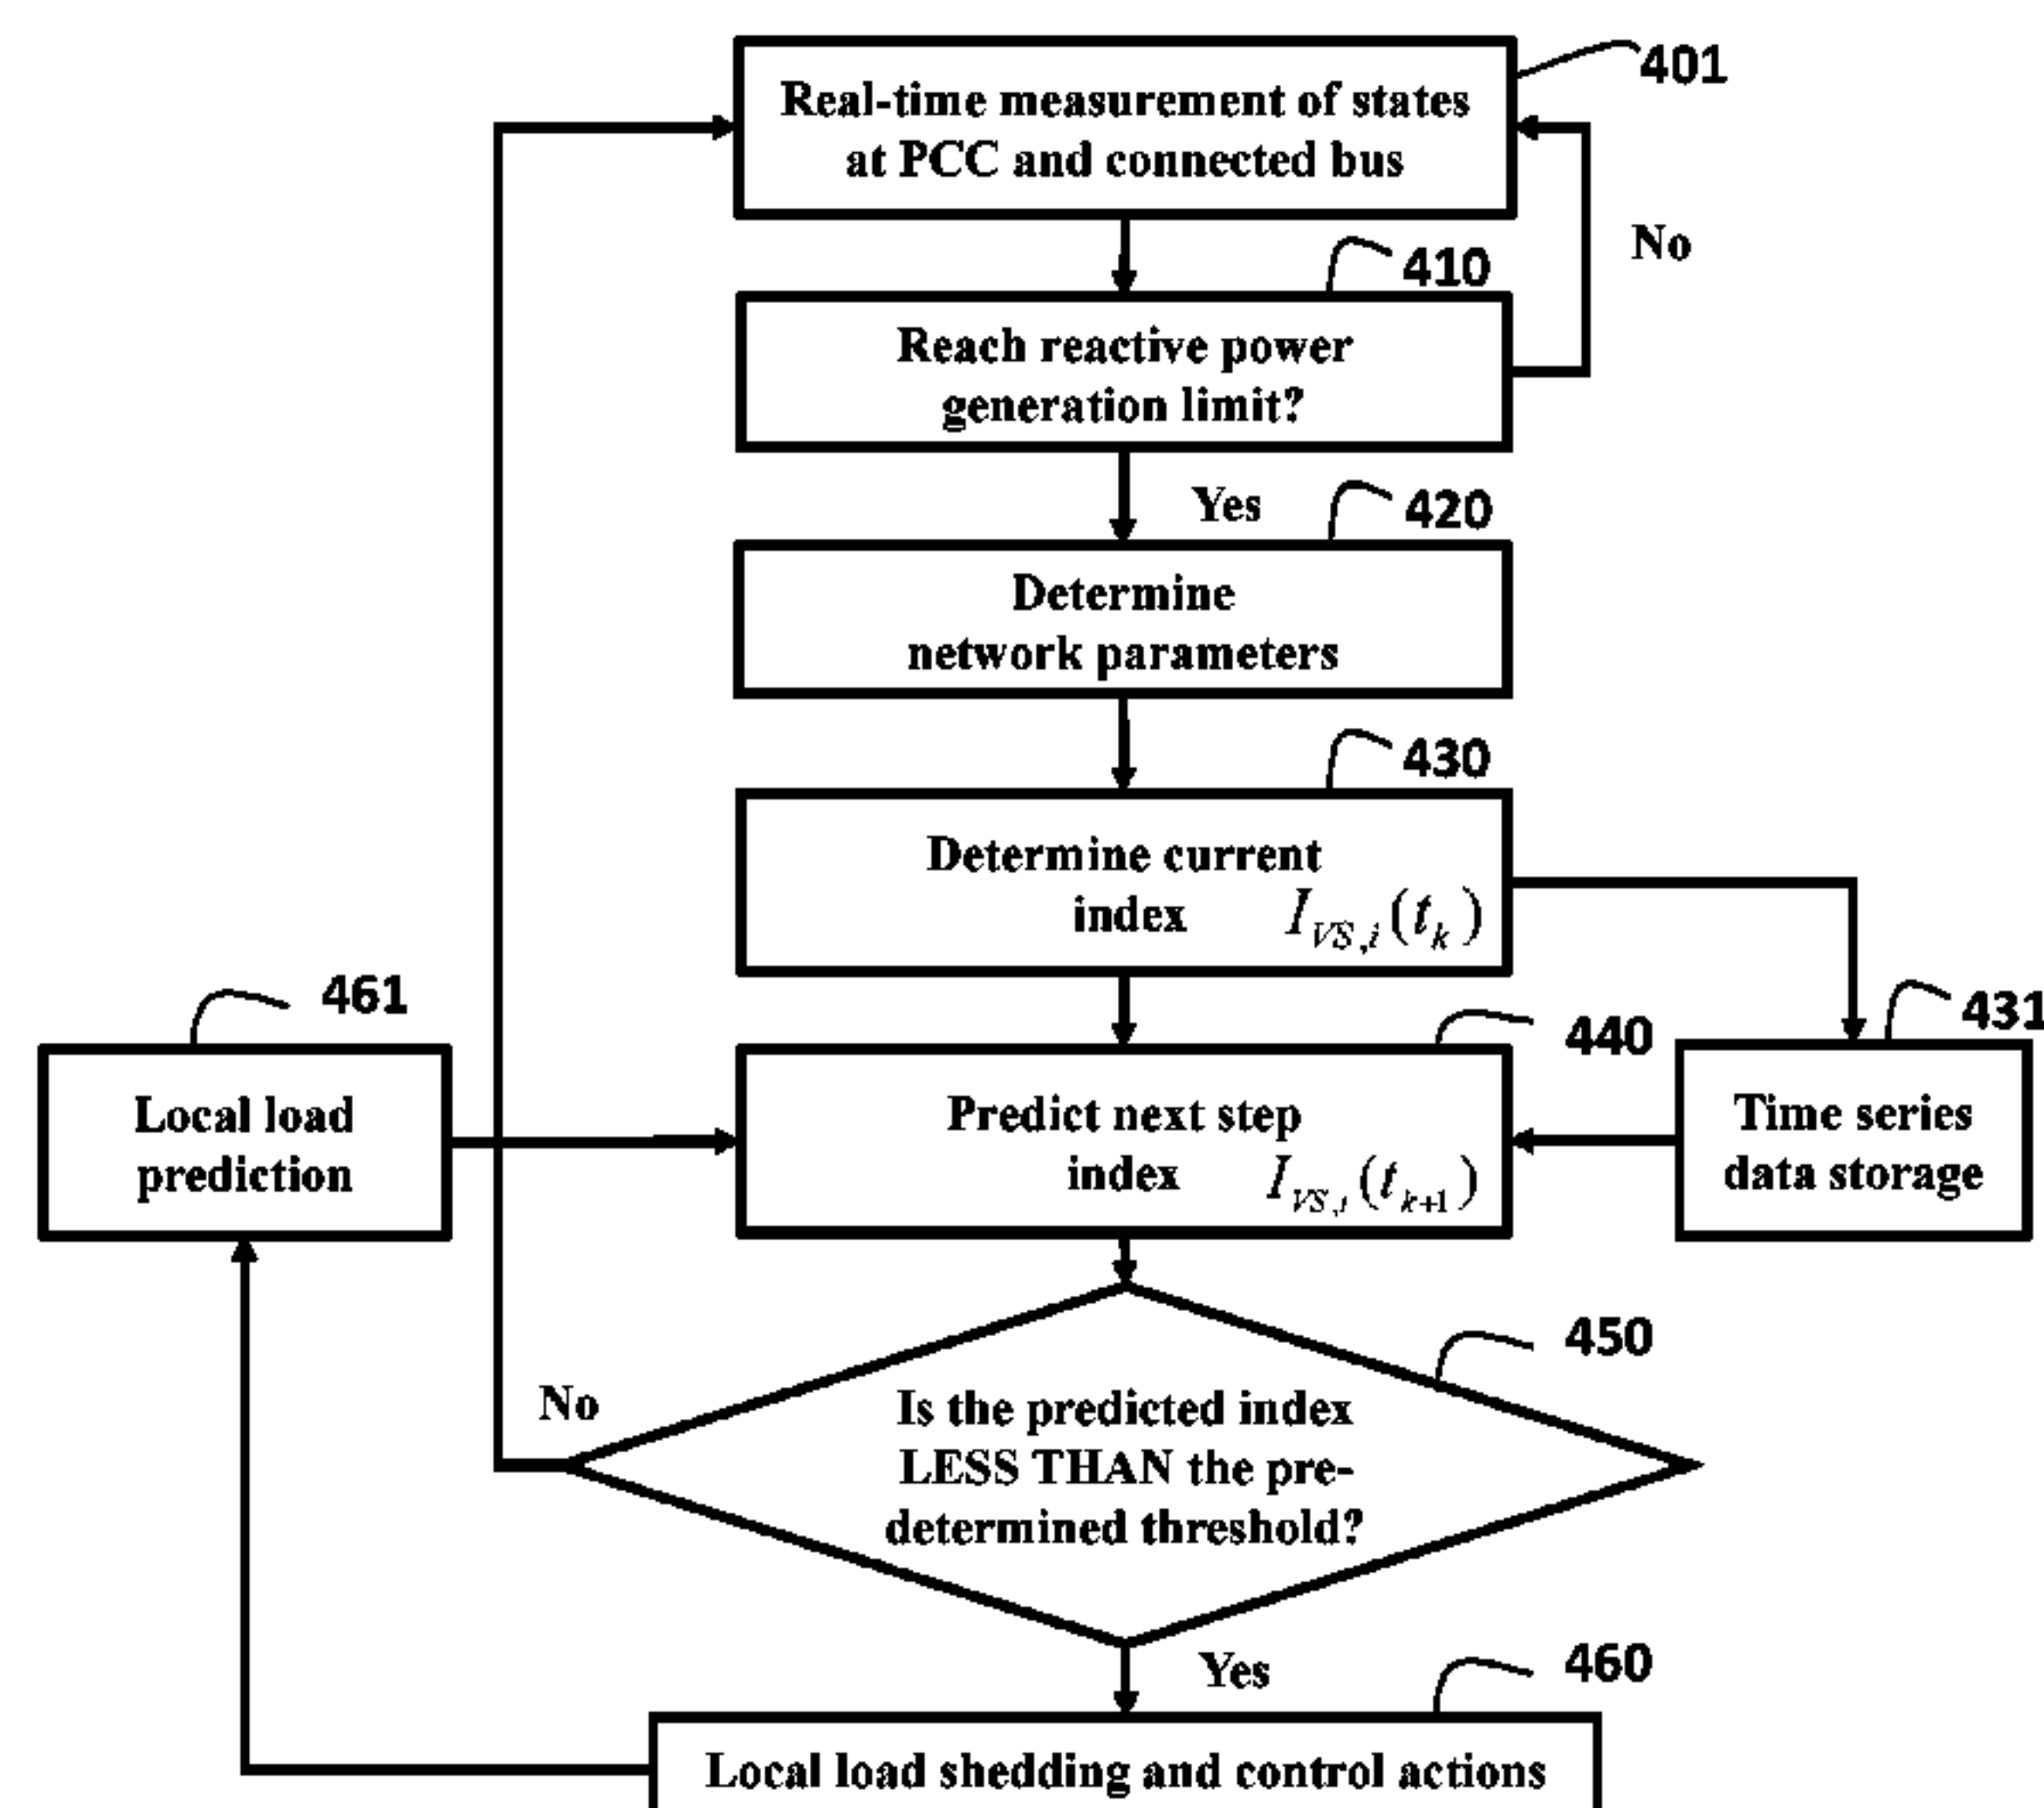 401
Real-time measurement of states
at PCC and connected bus
No
410
Reach reactive power
generation limit?
Yes
420
Determine
network parameters
430
Determine current
index I_{VS,i}(t_k)
461
440
431
Local load
prediction
Predict next step
index I_{VS,i}(t_{k+1})
Time series
data storage
450
No
Is the predicted index
LESS THAN the pre-
determined threshold?
Yes
460
Local load shedding and control actions